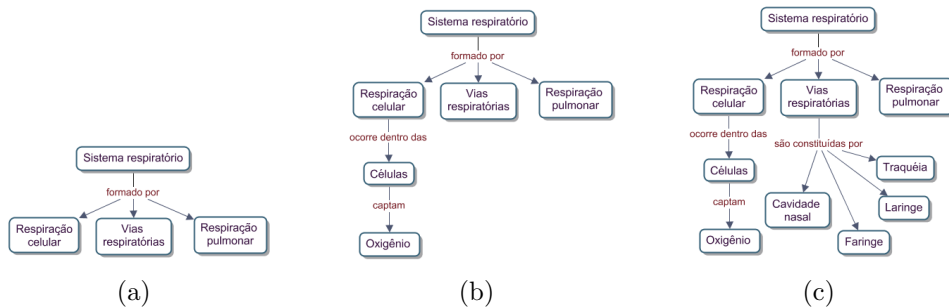 Sistema respiratório
formado por
Respiração
celular
Vias
respiratórias
Respiração
pulmonar
(a)
Sistema respiratório
formado por
Respiração
celular
Vias
respiratórias
Respiração
pulmonar
ocorre dentro das
Células
captam
Oxigênio
(b)
Sistema respiratório
formado por
Respiração
celular
Vias
respiratórias
Respiração
pulmonar
ocorre dentro das
são constituídas por
Células
Traquéia
captam
Cavidade
nasal
Laringe
Oxigênio
Faringe
(c)